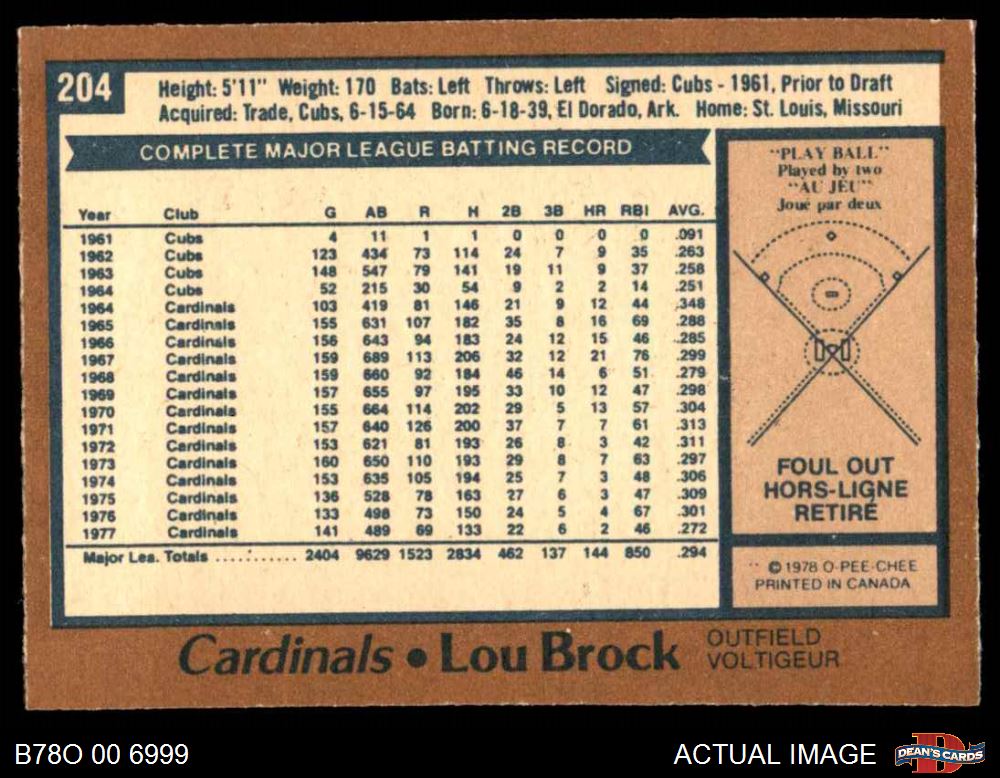 204
Height: 5'11" Weight: 170 Bats: Left Throws: Left Signed: Cubs - 1961, Prior to Draft
Acquired: Trade, Cubs, 6-15-64 Born: 6-18-39, El Dorado, Ark. Home: St. Louis, Missouri
COMPLETE MAJOR LEAGUE BATTING RECORD
Year Club G AB R H 2B 3B HR RBI AVG.
1961 Cubs 4 11 1 1 0 0 0 0 .091
1962 Cubs 123 434 73 114 24 7 9 35 .263
1963 Cubs 148 547 79 141 19 11 9 37 .258
1964 Cubs 52 215 30 54 9 2 2 14 .251
1964 Cardinals 103 419 81 146 21 9 12 44 .348
1965 Cardinals 155 631 107 182 35 8 16 69 .288
1966 Cardinals 156 643 94 183 24 12 15 46 .285
1967 Cardinals 159 689 113 206 32 12 21 76 .299
1968 Cardinals 159 660 92 184 46 14 6 51 .279
1969 Cardinals 157 655 97 195 33 10 12 47 .298
1970 Cardinals 155 664 114 202 29 5 13 57 .304
1971 Cardinals 157 640 126 200 37 7 7 61 .313
1972 Cardinals 153 621 81 193 26 8 3 42 .311
1973 Cardinals 160 650 110 193 29 8 7 63 .297
1974 Cardinals 153 635 105 194 25 7 3 48 .306
1975 Cardinals 136 528 78 163 27 6 3 47 .309
1976 Cardinals 133 498 73 150 24 5 4 67 .301
1977 Cardinals 141 489 69 133 22 6 2 46 .272
Major Lea. Totals ............ 2404 9629 1523 2834 462 137 144 850 .294
"PLAY BALL"
Played by two
"AU JEU"
Joué par deux
FOUL OUT
HORS-LIGNE
RETIRÉ
© 1978 O-PEE-CHEE
PRINTED IN CANADA
Cardinals • Lou Brock
OUTFIELD
VOLTIGEUR
B78O 00 6999
ACTUAL IMAGE
DEAN'S CARDS